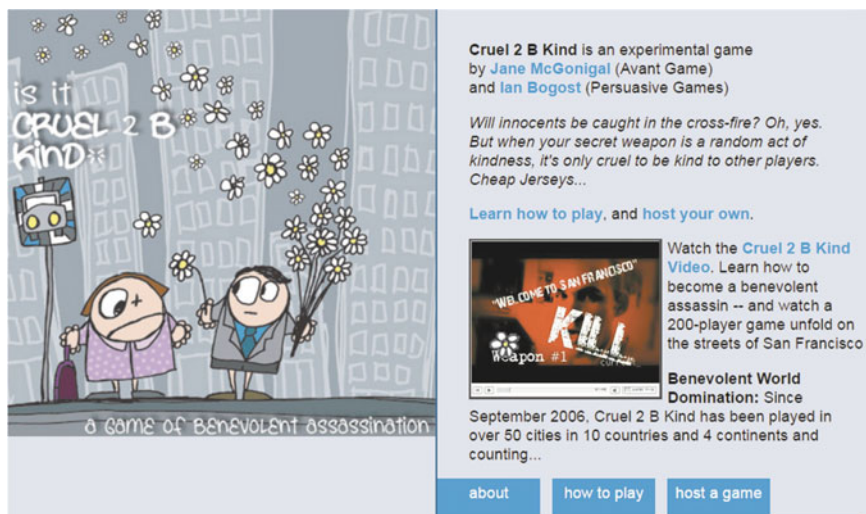 is it
CRUEL 2 B
KiND*
a GamE OF BENEVOLENT aSSaSSiNaTiON
Cruel 2 B Kind is an experimental game
by Jane McGonigal (Avant Game)
and Ian Bogost (Persuasive Games)
Will innocents be caught in the cross-fire? Oh, yes.
But when your secret weapon is a random act of
kindness, it's only cruel to be kind to other players.
Cheap Jerseys...
Learn how to play, and host your own.
"WELCOME TO SAN FRANCISCO"
KILL
Weapon #1
Watch the Cruel 2 B Kind
Video. Learn how to
become a benevolent
assassin -- and watch a
200-player game unfold on
the streets of San Francisco
Benevolent World
Domination: Since
September 2006, Cruel 2 B Kind has been played in
over 50 cities in 10 countries and 4 continents and
counting...
about
how to play
host a game